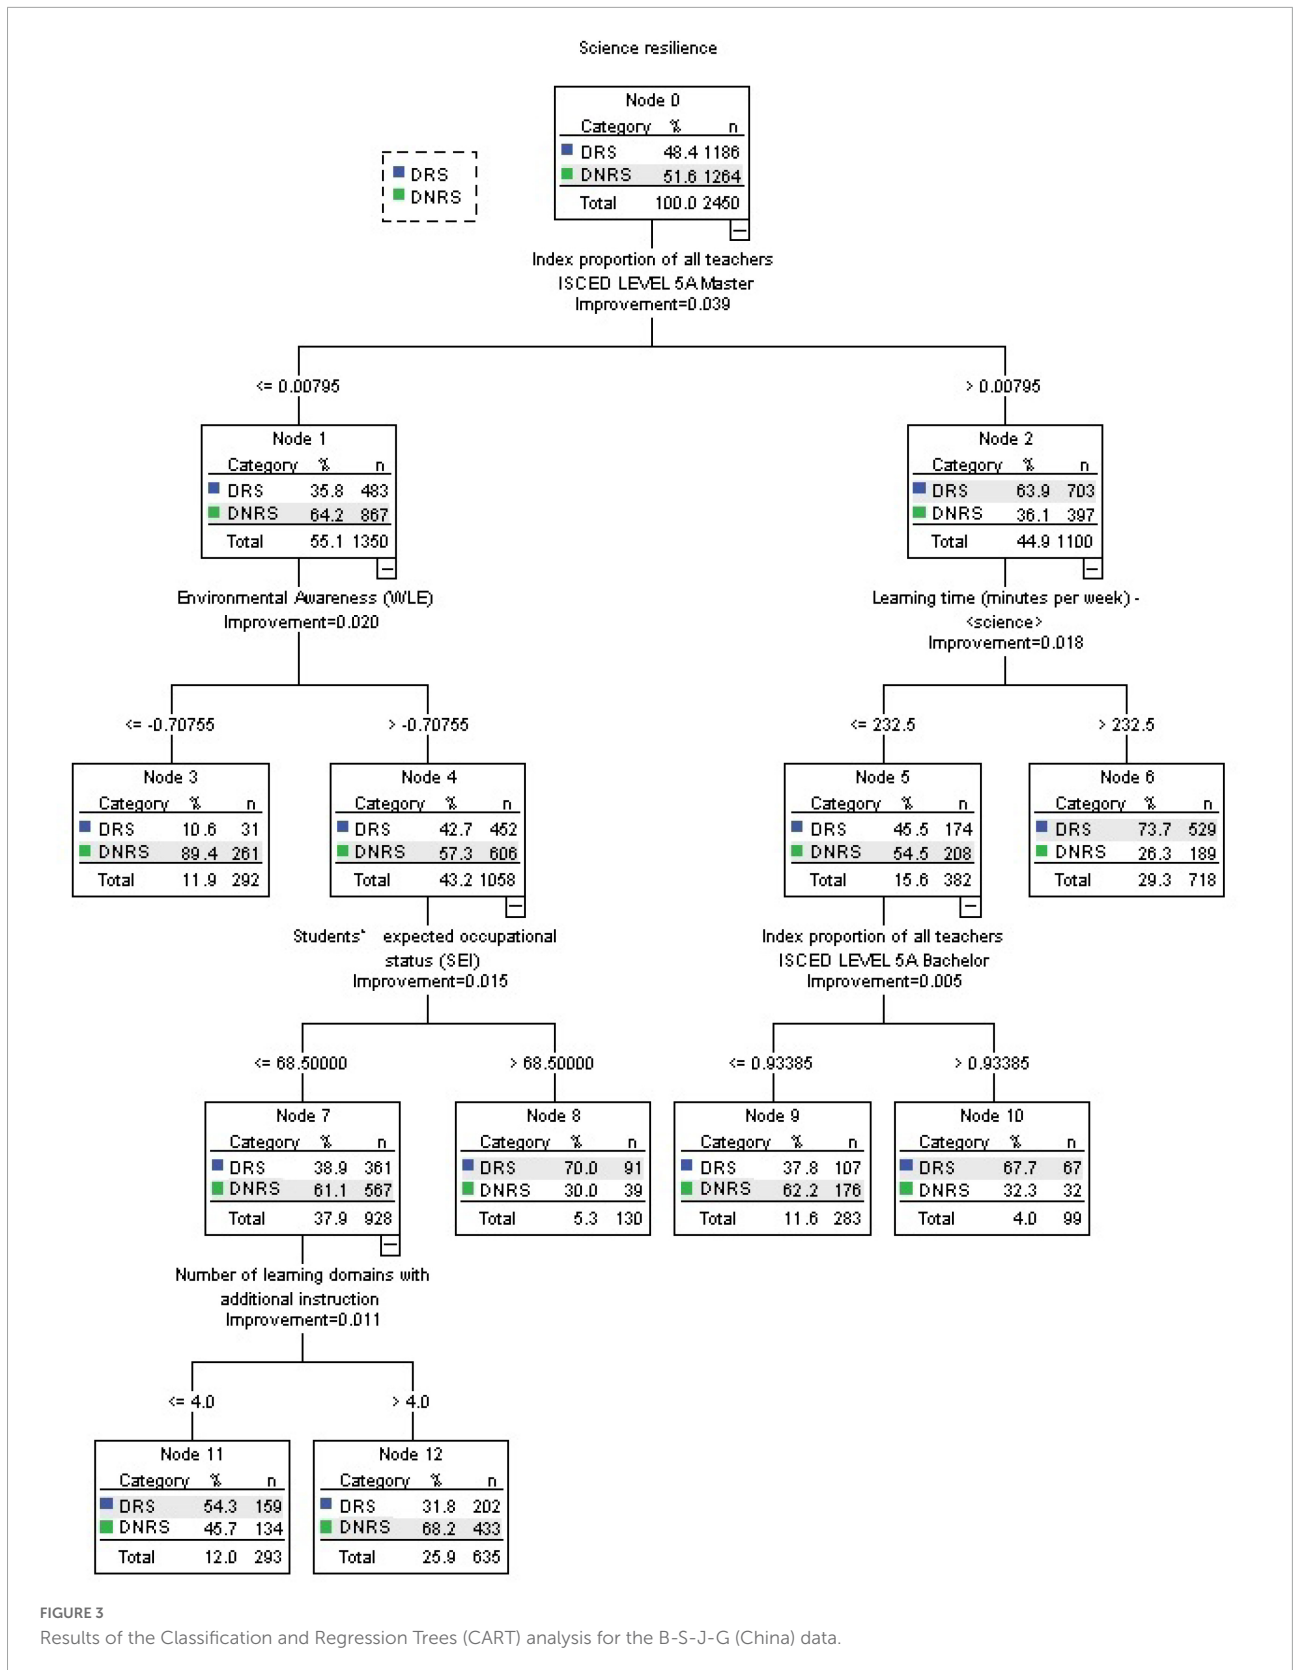 Science resilience
Node 0
Category % n
DRS 48.4 1186
DNRS 51.6 1264
Total 100.0 2450
DRS
DNRS
Index proportion of all teachers
ISCED LEVEL 5A Master
Improvement=0.039
<= 0.00795
> 0.00795
Node 1
Category % n
DRS 35.8 483
DNRS 64.2 867
Total 55.1 1350
Node 2
Category % n
DRS 63.9 703
DNRS 36.1 397
Total 44.9 1100
Environmental Awareness (WLE)
Improvement=0.020
Learning time (minutes per week) -
<science>
Improvement=0.018
<= -0.70755
> -0.70755
<= 232.5
> 232.5
Node 3
Category % n
DRS 10.6 31
DNRS 89.4 261
Total 11.9 292
Node 4
Category % n
DRS 42.7 452
DNRS 57.3 606
Total 43.2 1058
Node 5
Category % n
DRS 45.5 174
DNRS 54.5 208
Total 15.6 382
Node 6
Category % n
DRS 73.7 529
DNRS 26.3 189
Total 29.3 718
Students‘ expected occupational
status (SEI)
Improvement=0.015
Index proportion of all teachers
ISCED LEVEL 5A Bachelor
Improvement=0.005
<= 68.50000
> 68.50000
<= 0.93385
> 0.93385
Node 7
Category % n
DRS 38.9 361
DNRS 61.1 567
Total 37.9 928
Node 8
Category % n
DRS 70.0 91
DNRS 30.0 39
Total 5.3 130
Node 9
Category % n
DRS 37.8 107
DNRS 62.2 176
Total 11.6 283
Node 10
Category % n
DRS 67.7 67
DNRS 32.3 32
Total 4.0 99
Number of learning domains with
additional instruction
Improvement=0.011
<= 4.0
> 4.0
Node 11
Category % n
DRS 54.3 159
DNRS 45.7 134
Total 12.0 293
Node 12
Category % n
DRS 31.8 202
DNRS 68.2 433
Total 25.9 635
FIGURE 3
Results of the Classification and Regression Trees (CART) analysis for the B-S-J-G (China) data.